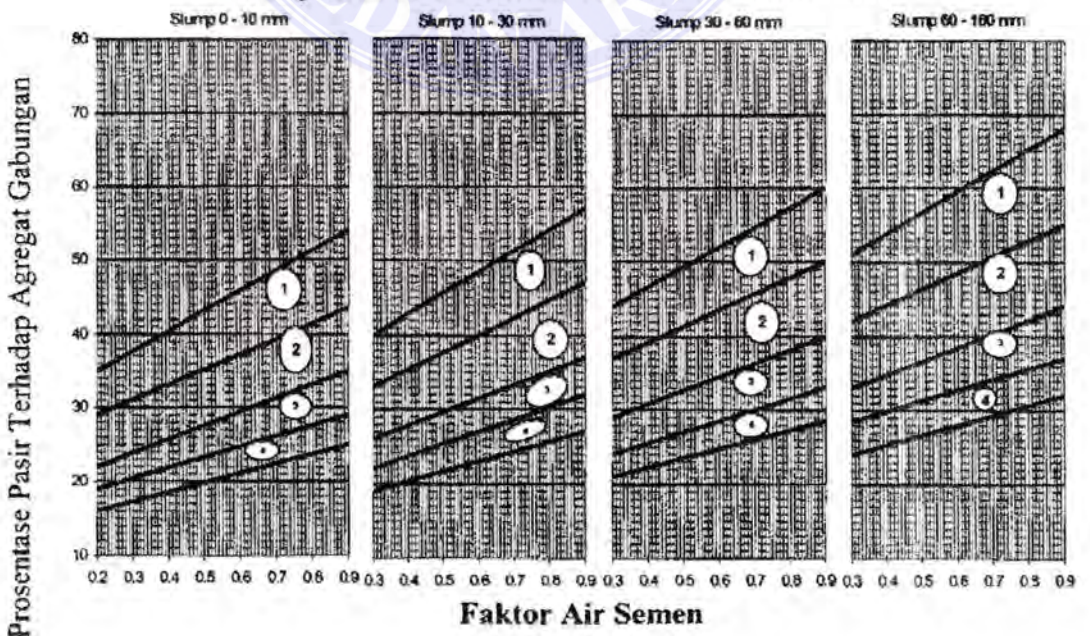 Slump 0 - 10 mm Slump 10 - 30 mm Slump 30 - 60 mm Slump 60 - 180 mm
Prosentase Pasir Terhadap Agregat Gabungan
80
70
60
50
40
30
20
10
1 2 3 4
1 2 3 4
1 2 3 4
1 2 3 4
0.2 0.3 0.4 0.5 0.6 0.7 0.8 0.9 0.3 0.4 0.5 0.6 0.7 0.8 0.9 0.3 0.4 0.5 0.6 0.7 0.8 0.9 0.3 0.4 0.5 0.6 0.7 0.8 0.9
Faktor Air Semen